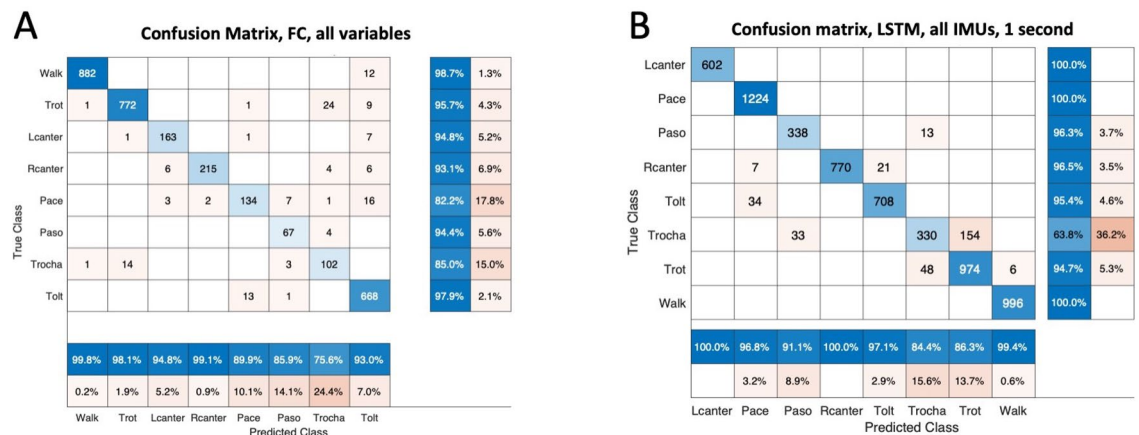 A
Confusion Matrix, FC, all variables
True Class
Walk 882 12 98.7% 1.3%
Trot 1 772 1 24 9 95.7% 4.3%
Lcanter 1 163 1 7 94.8% 5.2%
Rcanter 6 215 4 6 93.1% 6.9%
Pace 3 2 134 7 1 16 82.2% 17.8%
Paso 67 4 94.4% 5.6%
Trocha 1 14 3 102 85.0% 15.0%
Tolt 13 1 668 97.9% 2.1%
99.8% 98.1% 94.8% 99.1% 89.9% 85.9% 75.6% 93.0%
0.2% 1.9% 5.2% 0.9% 10.1% 14.1% 24.4% 7.0%
Walk Trot Lcanter Rcanter Pace Paso Trocha Tolt
Predicted Class
B
Confusion matrix, LSTM, all IMUs, 1 second
True Class
Lcanter 602 100.0%
Pace 1224 100.0%
Paso 338 13 96.3% 3.7%
Rcanter 7 770 21 96.5% 3.5%
Tolt 34 708 95.4% 4.6%
Trocha 33 330 154 63.8% 36.2%
Trot 48 974 6 94.7% 5.3%
Walk 996 100.0%
100.0% 96.8% 91.1% 100.0% 97.1% 84.4% 86.3% 99.4%
3.2% 8.9% 2.9% 15.6% 13.7% 0.6%
Lcanter Pace Paso Rcanter Tolt Trocha Trot Walk
Predicted Class